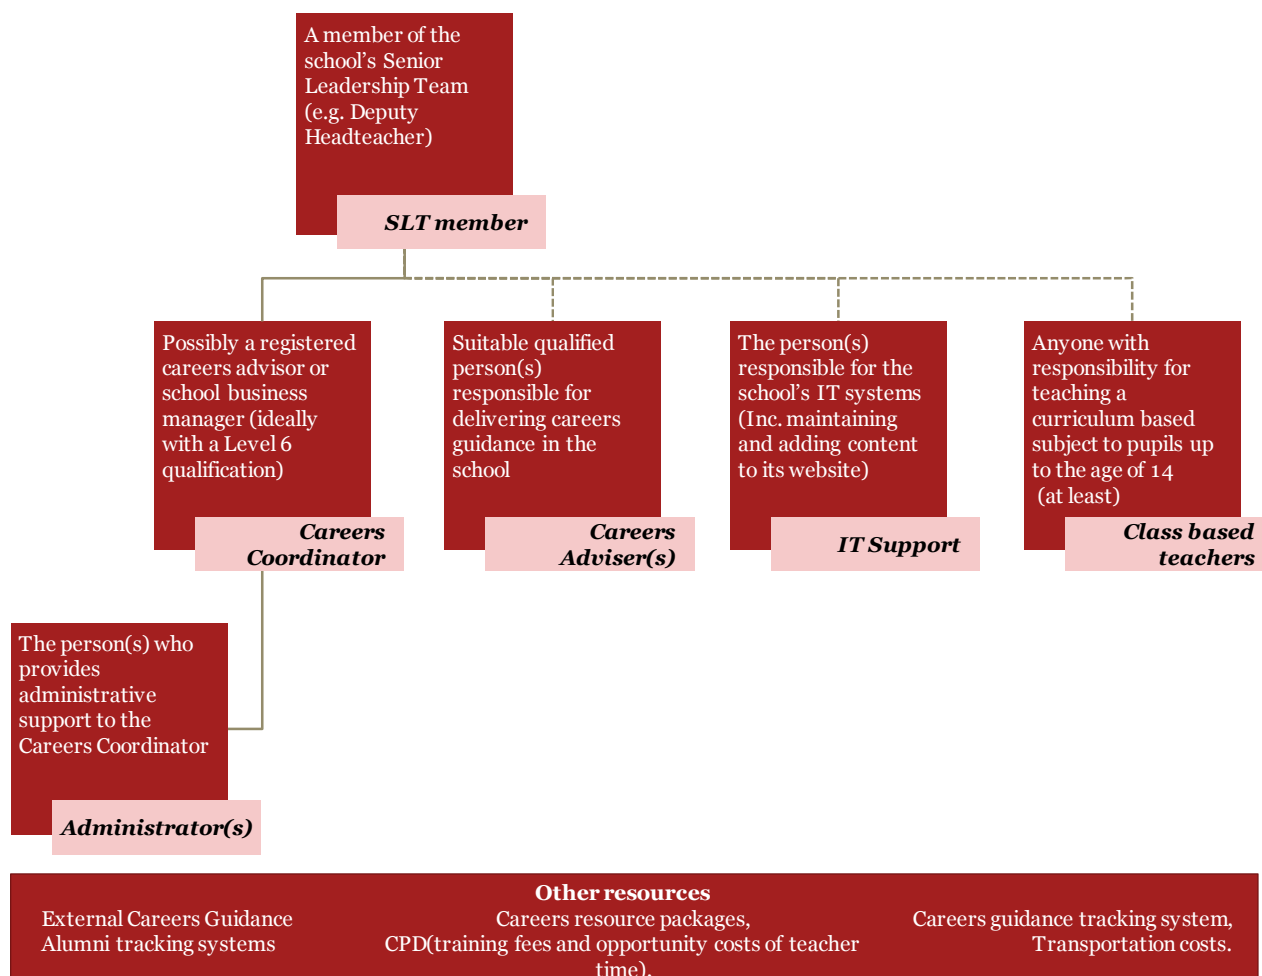 A member of the
school's Senior
Leadership Team
(e.g. Deputy
Headteacher)
SLT member
Possibly a registered
careers advisor or
school business
manager (ideally
with a Level 6
qualification)
Careers
Coordinator
Suitable qualified
person(s)
responsible for
delivering careers
guidance in the
school
Careers
Adviser(s)
The person(s)
responsible for the
school's IT systems
(Inc. maintaining
and adding content
to its website)
IT Support
Anyone with
responsibility for
teaching a
curriculum based
subject to pupils up
to the age of 14
(at least)
Class based
teachers
The person(s) who
provides
administrative
support to the
Careers Coordinator
Administrator(s)
Other resources
External Careers Guidance
Alumni tracking systems
Careers resource packages,
CPD(training fees and opportunity costs of teacher
time),
Careers guidance tracking system,
Transportation costs.